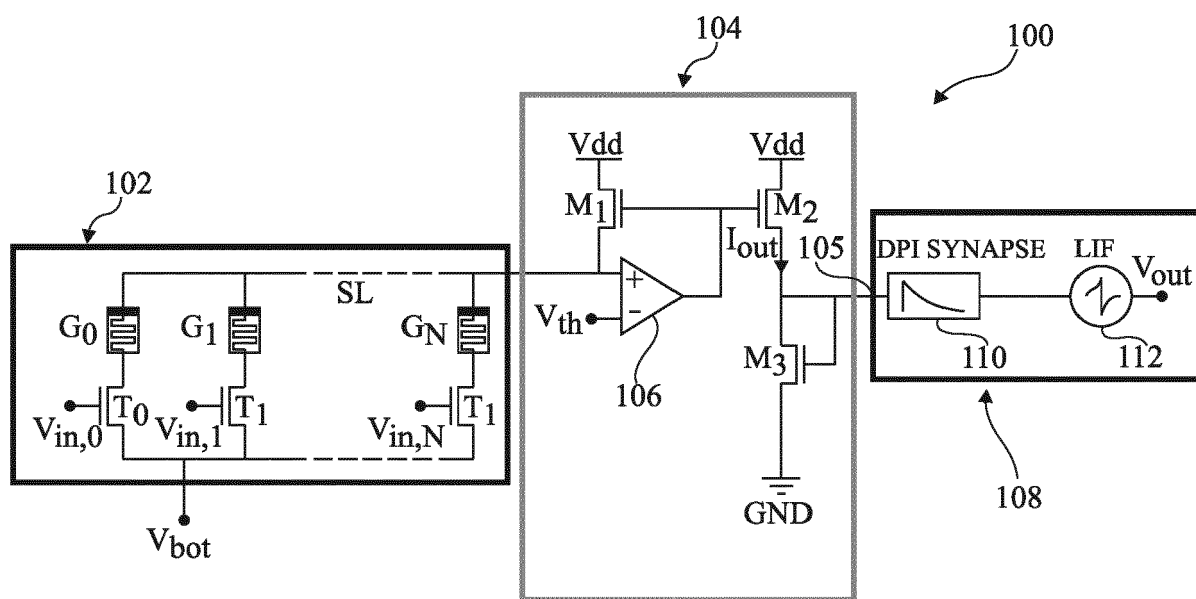 104
100
102
Vdd
Vdd
M1
M2
Iout
105
DPI SYNAPSE
LIF
Vout
SL
G0
G1
GN
Vth
+
-
106
M3
110
112
T0
T1
T1
Vin,0
Vin,1
Vin,N
108
GND
Vbot